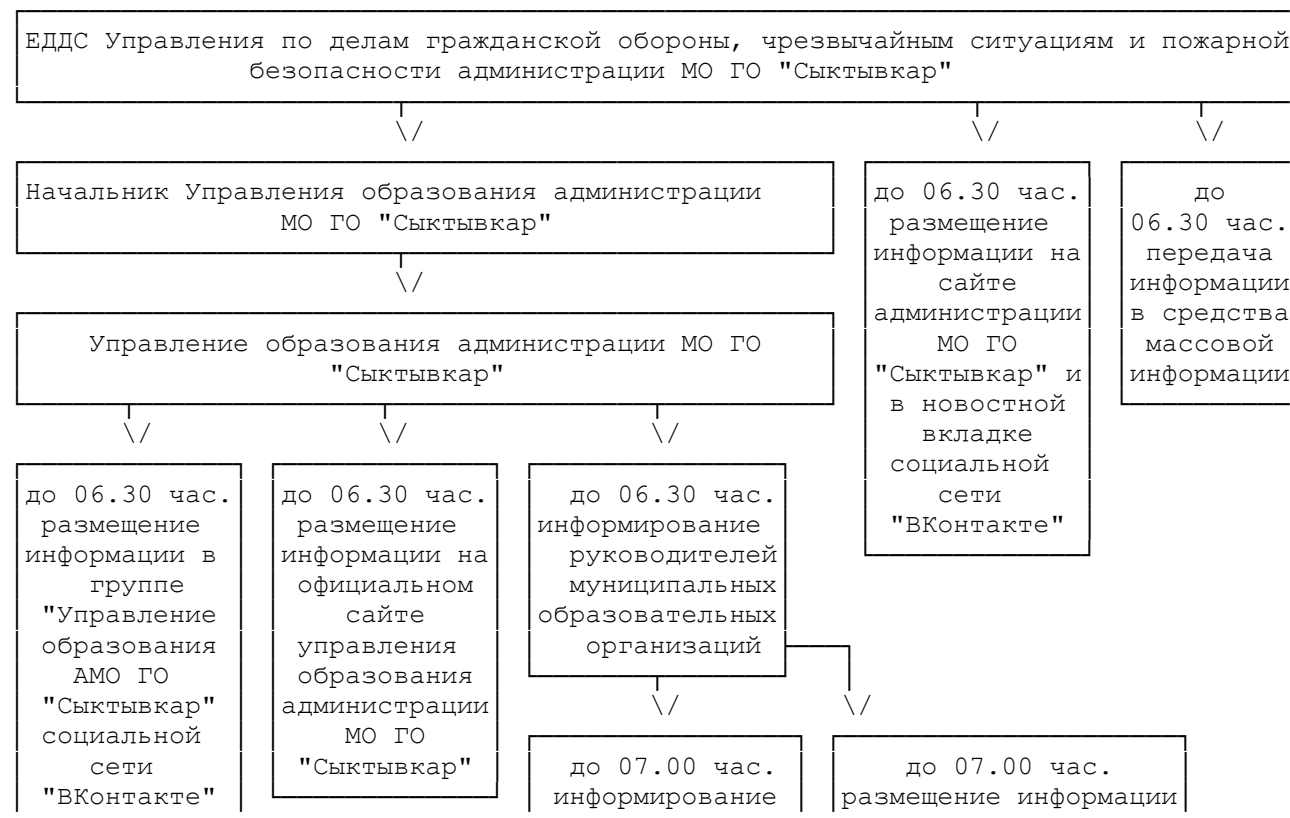 ЕДДС Управления по делам гражданской обороны, чрезвычайным ситуациям и пожарной
безопасности администрации МО ГО "Сыктывкар"
Начальник Управления образования администрации
МО ГО "Сыктывкар"
Управление образования администрации МО ГО
"Сыктывкар"
до 06.30 час.
размещение
информации на
сайте
администрации
МО ГО
"Сыктывкар" и
в новостной
вкладке
социальной
сети
"ВКонтакте"
до
06.30 час.
передача
информации
в средства
массовой
информации
до 06.30 час.
размещение
информации в
группе
"Управление
образования
АМО ГО
"Сыктывкар"
социальной
сети
"ВКонтакте"
до 06.30 час.
размещение
информации на
официальном
сайте
управления
образования
администрации
МО ГО
"Сыктывкар"
до 06.30 час.
информирование
руководителей
муниципальных
образовательных
организаций
до 07.00 час.
информирование
до 07.00 час.
размещение информации